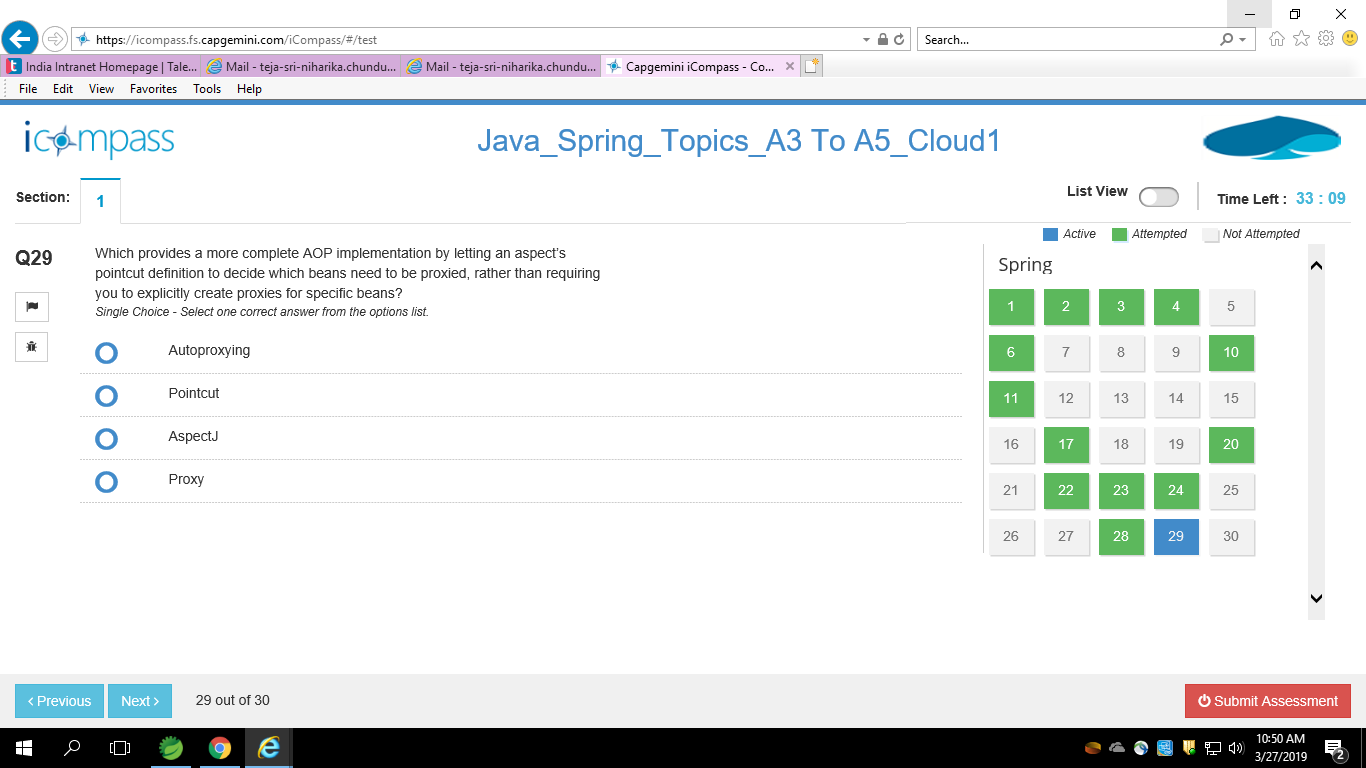 https://icompass.fs.capgemini.com/iCompass/#/test
Search...
India Intranet Homepage | Tale...
Mail - teja-sri-niharika.chundu...
Mail - teja-sri-niharika.chundu...
Capgemini iCompass - Co...
File Edit View Favorites Tools Help
icompass
Java_Spring_Topics_A3 To A5_Cloud1
Section: 1
List View
Time Left : 33 : 09
Active Attempted Not Attempted
Q29
Which provides a more complete AOP implementation by letting an aspect’s
pointcut definition to decide which beans need to be proxied, rather than requiring
you to explicitly create proxies for specific beans?
Single Choice - Select one correct answer from the options list.
Autoproxying
Pointcut
AspectJ
Proxy
Spring
1 2 3 4 5
6 7 8 9 10
11 12 13 14 15
16 17 18 19 20
21 22 23 24 25
26 27 28 29 30
‹ Previous
Next ›
29 out of 30
Submit Assessment
10:50 AM
3/27/2019
2